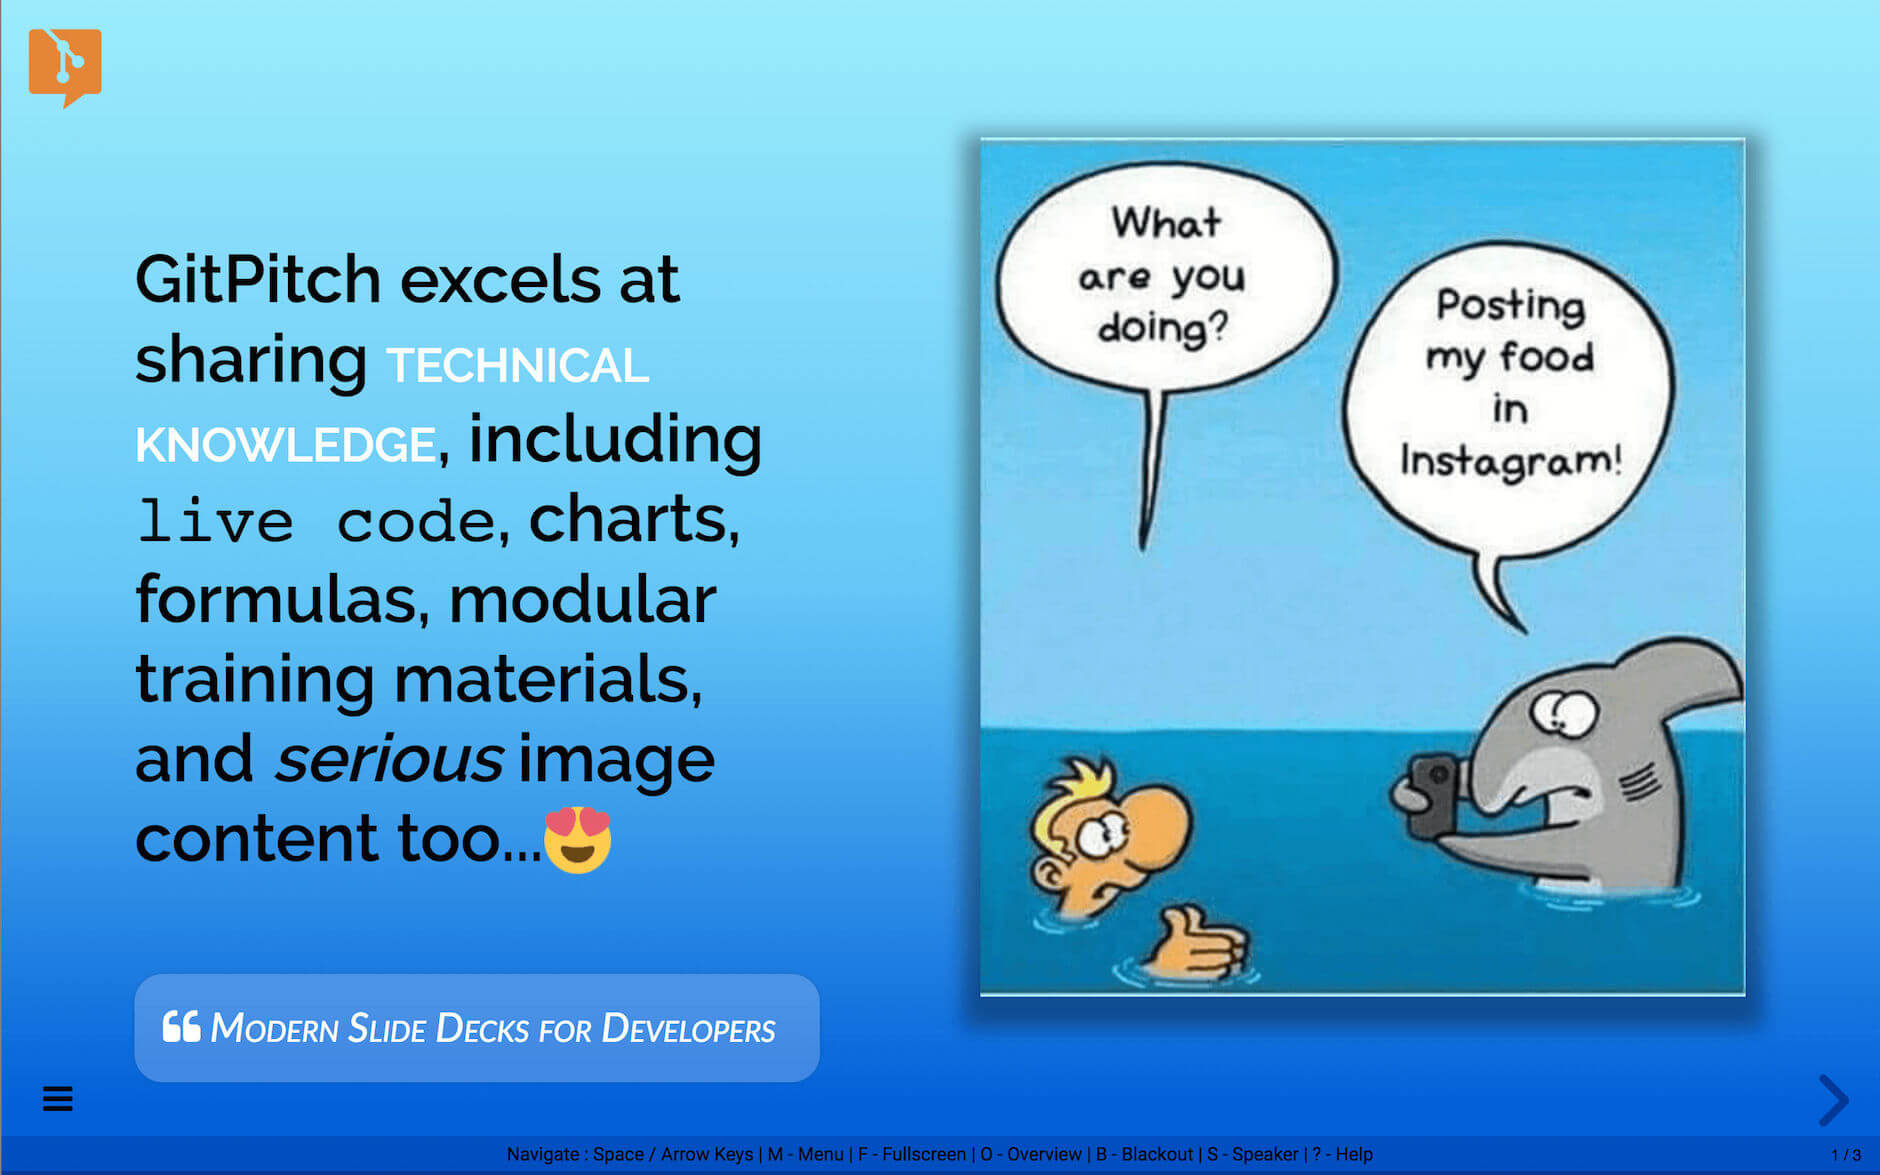 GitPitch excels at
sharing TECHNICAL
KNOWLEDGE, including
live code, charts,
formulas, modular
training materials,
and serious image
content too...😍
❝ MODERN SLIDE DECKS FOR DEVELOPERS
What
are you
doing?
Posting
my food
in
Instagram!
Navigate : Space / Arrow Keys | M - Menu | F - Fullscreen | O - Overview | B - Blackout | S - Speaker | ? - Help
1 / 3